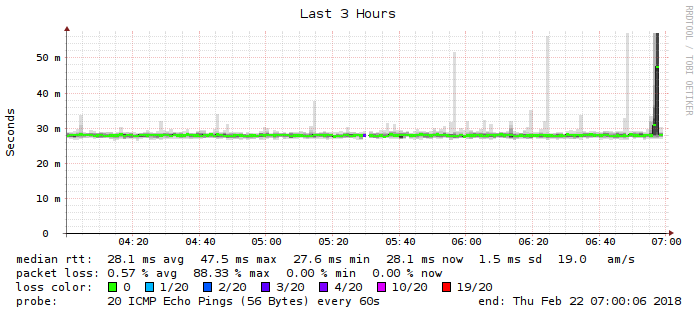 Last 3 Hours
RRDTOOL / TOBI OETIKER
Seconds
50 m
40 m
30 m
20 m
10 m
0
04:20 04:40 05:00 05:20 05:40 06:00 06:20 06:40 07:00
median rtt: 28.1 ms avg 47.5 ms max 27.6 ms min 28.1 ms now 1.5 ms sd 19.0 am/s
packet loss: 0.57 % avg 88.33 % max 0.00 % min 0.00 % now
loss color: 0 1/20 2/20 3/20 4/20 10/20 19/20
probe: 20 ICMP Echo Pings (56 Bytes) every 60s end: Thu Feb 22 07:00:06 2018